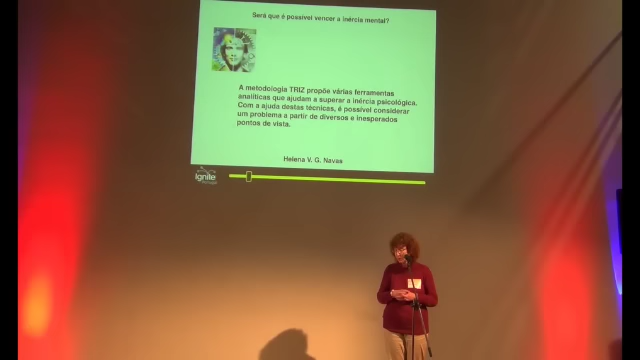 Será que é possível vencer a inércia mental?
A metodologia TRIZ propõe várias ferramentas
analíticas que ajudam a superar a inércia psicológica.
Com a ajuda destas técnicas, é possível considerar
um problema a partir de diversos e inesperados
pontos de vista.
Helena V. G. Navas
Ignite
Portugal